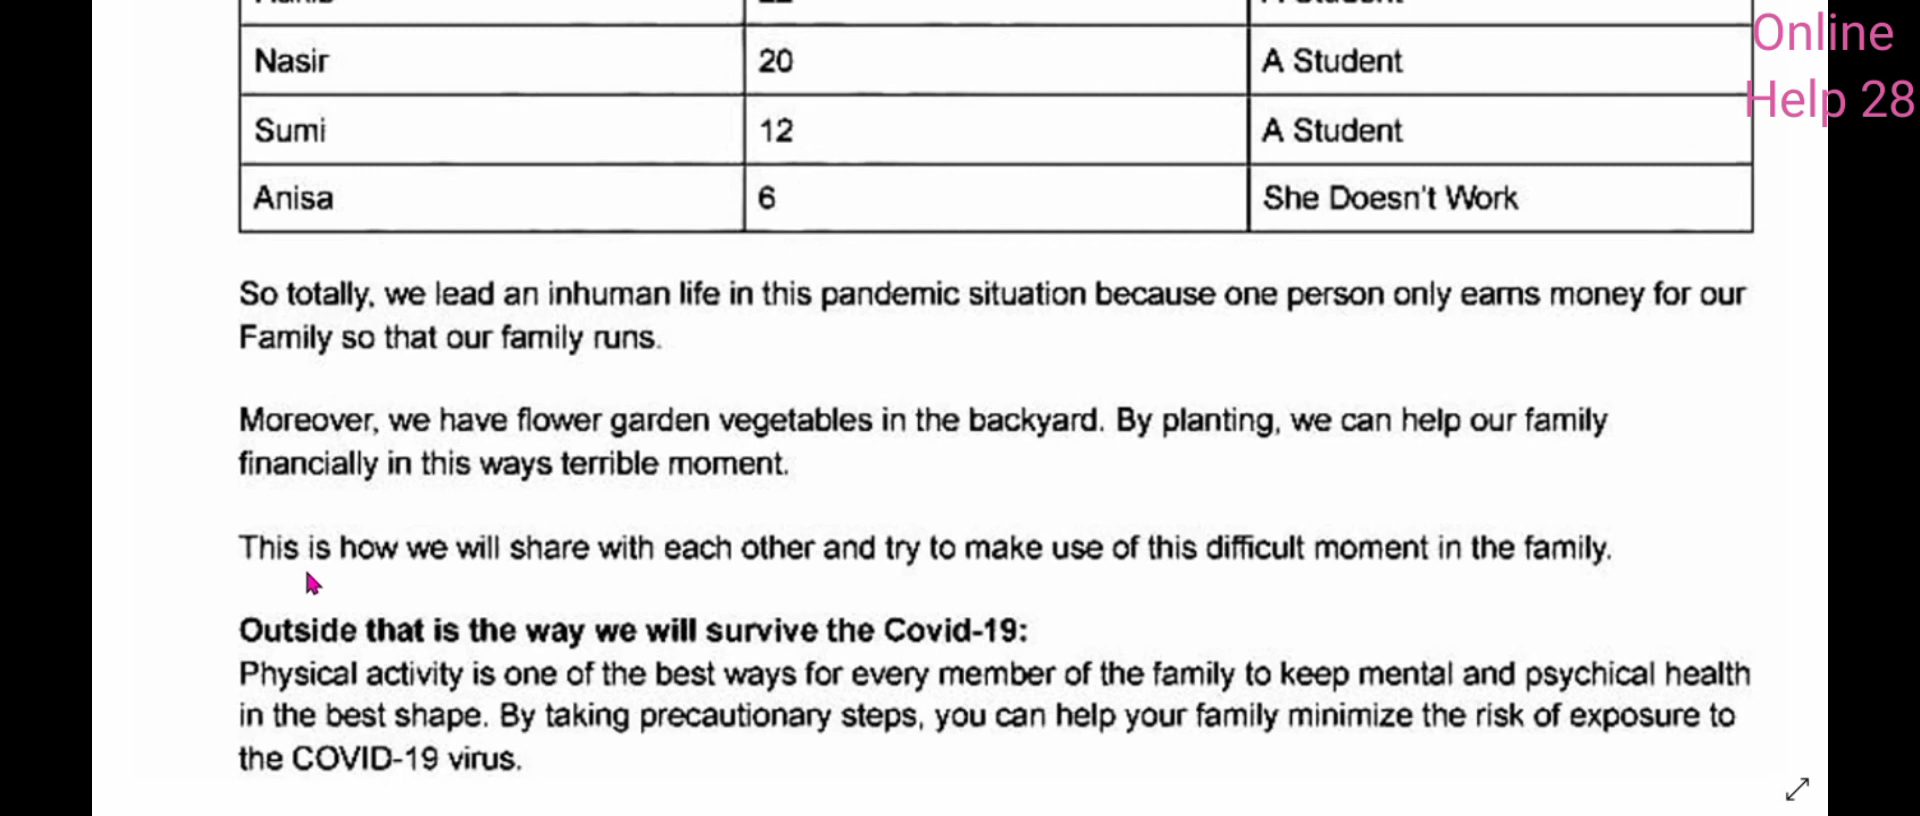 Nasir 20 A Student
Sumi 12 A Student
Anisa 6 She Doesn't Work
So totally, we lead an inhuman life in this pandemic situation because one person only earns money for our
Family so that our family runs.
Moreover, we have flower garden vegetables in the backyard. By planting, we can help our family
financially in this ways terrible moment.
This is how we will share with each other and try to make use of this difficult moment in the family.
Outside that is the way we will survive the Covid-19:
Physical activity is one of the best ways for every member of the family to keep mental and psychical health
in the best shape. By taking precautionary steps, you can help your family minimize the risk of exposure to
the COVID-19 virus.
Online
Help 28